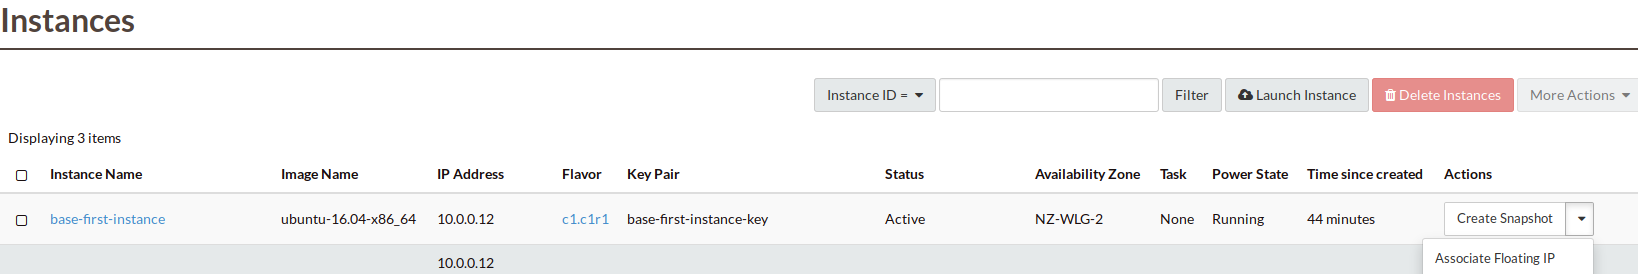 Instances
Instance ID = Filter Launch Instance Delete Instances More Actions
Displaying 3 items
Instance Name Image Name IP Address Flavor Key Pair Status Availability Zone Task Power State Time since created Actions
base-first-instance ubuntu-16.04-x86_64 10.0.0.12 c1.c1r1 base-first-instance-key Active NZ-WLG-2 None Running 44 minutes Create Snapshot
Associate Floating IP
10.0.0.12